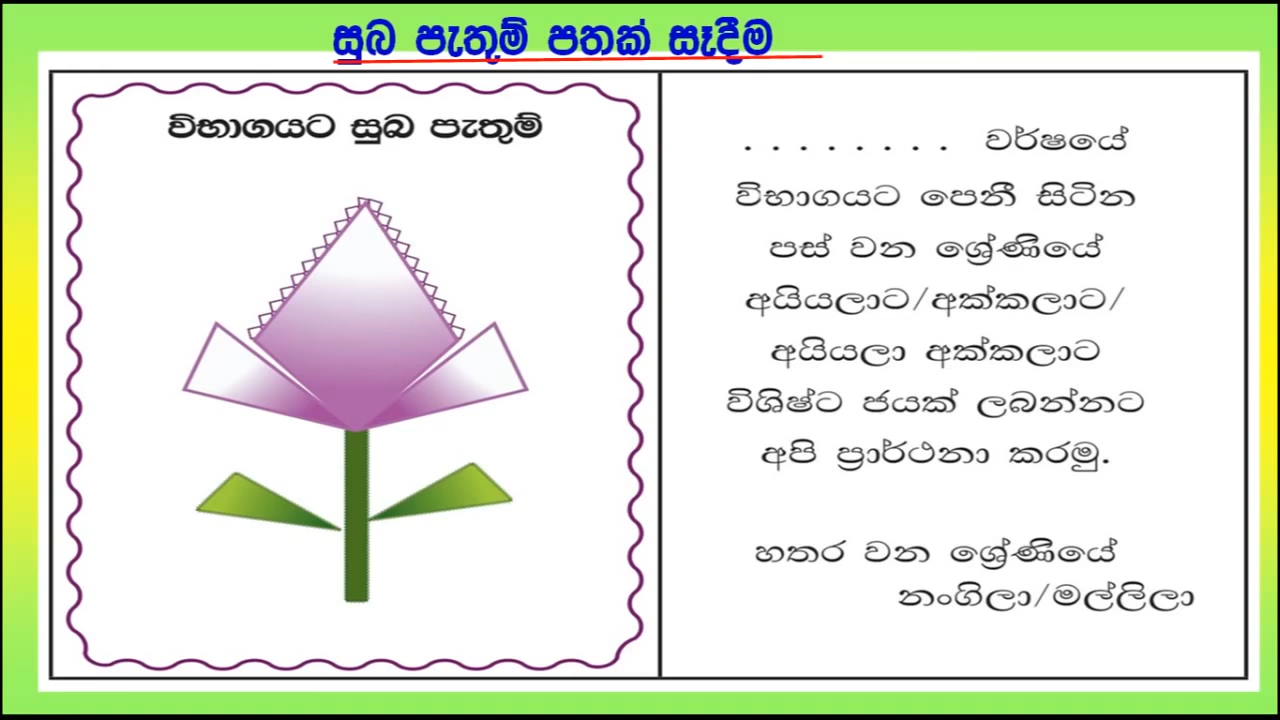 සුබ පැතුම් පතක් සෑදීම
විභාගයට සුබ පැතුම්
. . . . . . . . වර්ෂයේ
විභාගයට පෙනී සිටින
පස් වන ශ්‍රේණියේ
අයියලාට/අක්කලාට/
අයියලා අක්කලාට
විශිෂ්ට ජයක් ලබන්නට
අපි ප්‍රාර්ථනා කරමු.
හතර වන ශ්‍රේණියේ
නංගිලා/මල්ලිලා